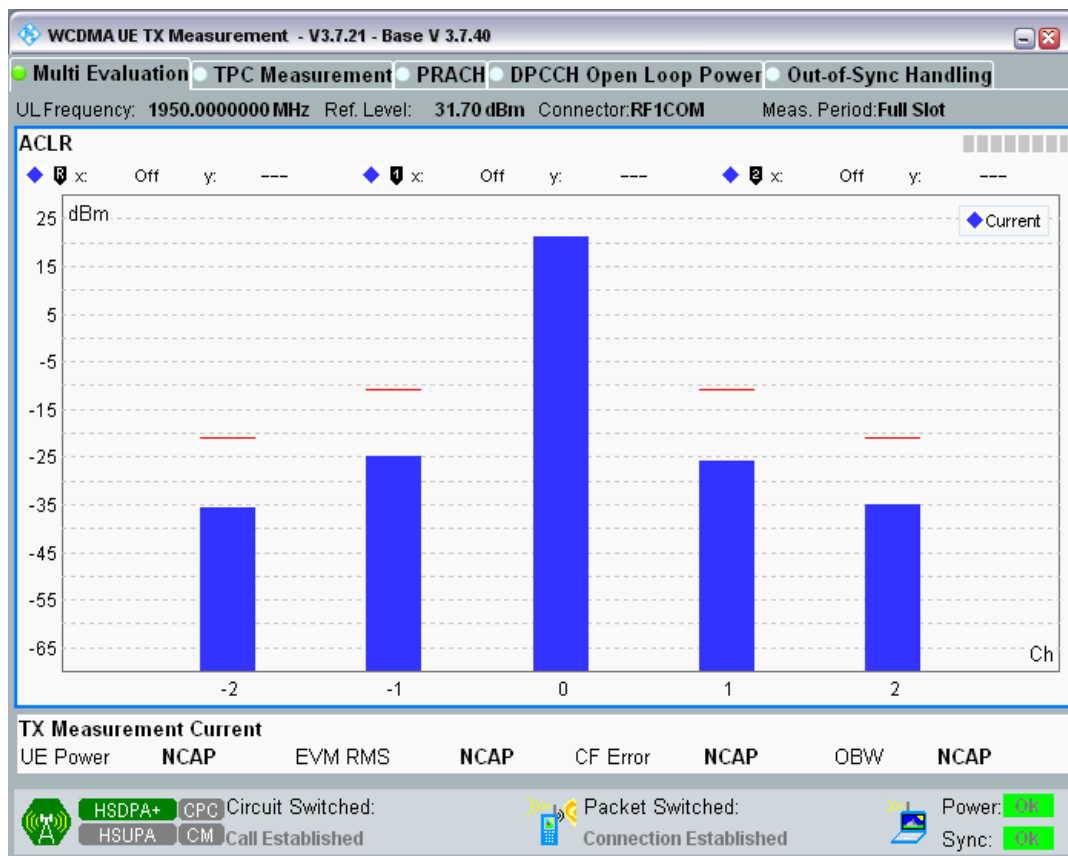 WCDMA UE TX Measurement - V3.7.21 - Base V 3.7.40
Multi Evaluation TPC Measurement PRACH DPCCH Open Loop Power Out-of-Sync Handling
UL Frequency: 1950.0000000 MHz Ref. Level: 31.70 dBm Connector:RF1COM Meas. Period:Full Slot
ACLR
R x: Off y: --- 1 x: Off y: --- 2 x: Off y: ---
dBm
Current
25
15
5
-5
-15
-25
-35
-45
-55
-65
Ch
-2 -1 0 1 2
TX Measurement Current
UE Power NCAP EVM RMS NCAP CF Error NCAP OBW NCAP
HSDPA+ CPC Circuit Switched: Packet Switched: Power: OK
HSUPA CM Call Established Connection Established Sync: OK